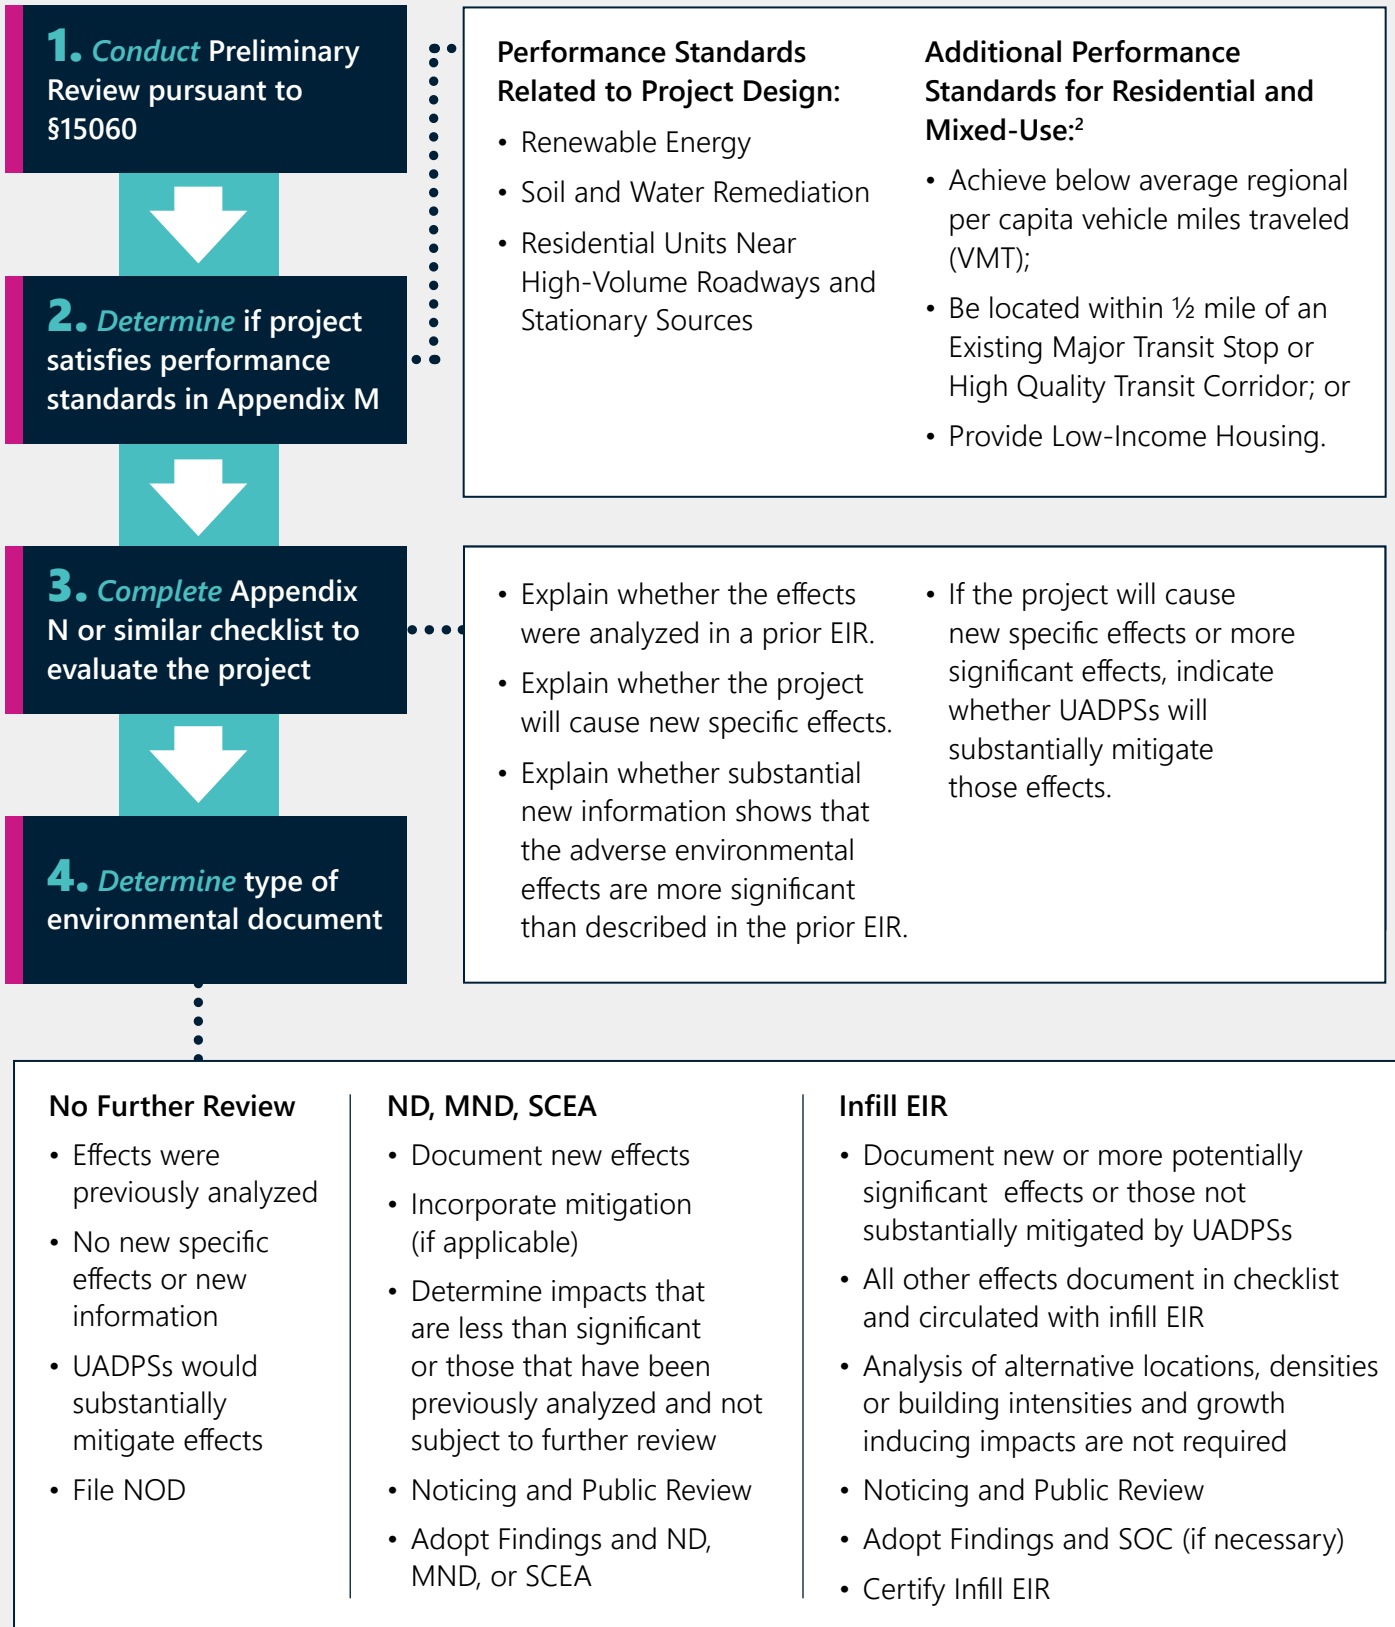 1. Conduct Preliminary
Review pursuant to
§15060
2. Determine if project
satisfies performance
standards in Appendix M
Performance Standards
Related to Project Design:
• Renewable Energy
• Soil and Water Remediation
• Residential Units Near
High-Volume Roadways and
Stationary Sources
Additional Performance
Standards for Residential and
Mixed-Use:²
• Achieve below average regional
per capita vehicle miles traveled
(VMT);
• Be located within ½ mile of an
Existing Major Transit Stop or
High Quality Transit Corridor; or
• Provide Low-Income Housing.
3. Complete Appendix
N or similar checklist to
evaluate the project
• Explain whether the effects
were analyzed in a prior EIR.
• Explain whether the project
will cause new specific effects.
• Explain whether substantial
new information shows that
the adverse environmental
effects are more significant
than described in the prior EIR.
• If the project will cause
new specific effects or more
significant effects, indicate
whether UADPSs will
substantially mitigate
those effects.
4. Determine type of
environmental document
No Further Review
• Effects were
previously analyzed
• No new specific
effects or new
information
• UADPSs would
substantially
mitigate effects
• File NOD
ND, MND, SCEA
• Document new effects
• Incorporate mitigation
(if applicable)
• Determine impacts that
are less than significant
or those that have been
previously analyzed and not
subject to further review
• Noticing and Public Review
• Adopt Findings and ND,
MND, or SCEA
Infill EIR
• Document new or more potentially
significant effects or those not
substantially mitigated by UADPSs
• All other effects document in checklist
and circulated with infill EIR
• Analysis of alternative locations, densities
or building intensities and growth
inducing impacts are not required
• Noticing and Public Review
• Adopt Findings and SOC (if necessary)
• Certify Infill EIR